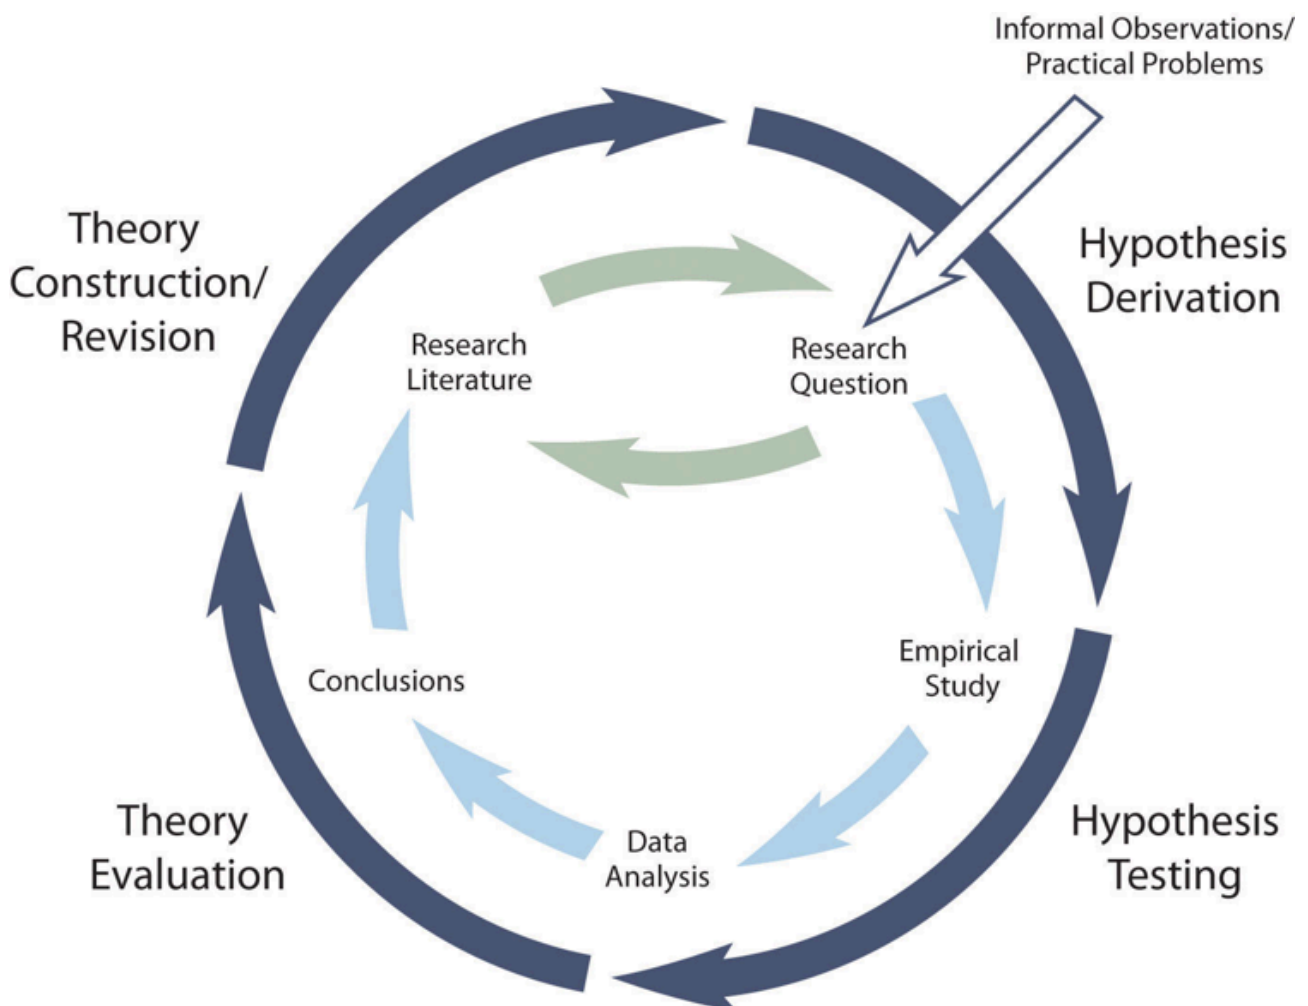 Informal Observations/
Practical Problems
Theory
Construction/
Revision
Hypothesis
Derivation
Research
Literature
Research
Question
Empirical
Study
Conclusions
Theory
Evaluation
Data
Analysis
Hypothesis
Testing